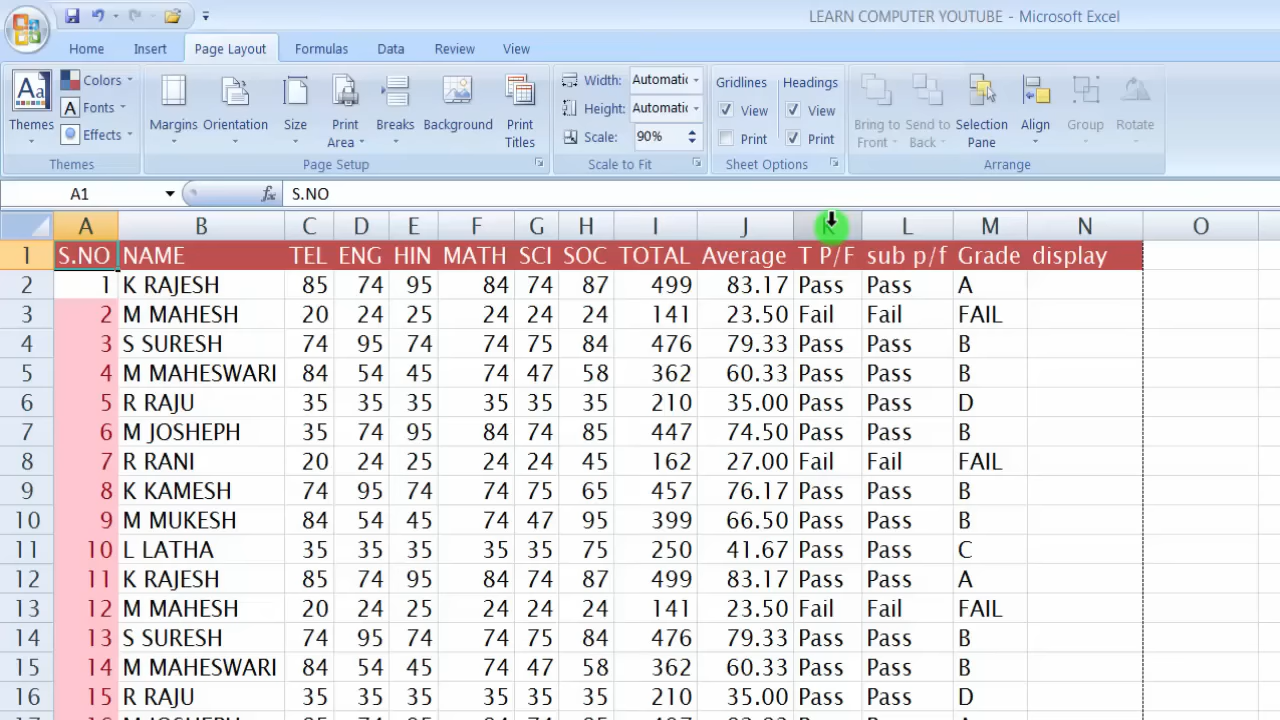 LEARN COMPUTER YOUTUBE - Microsoft Excel
Home Insert Page Layout Formulas Data Review View
Colors Width: Automatic Gridlines Headings
Aa Fonts Height: Automatic View View
Effects Scale: 90% Print Print
Themes Margins Orientation Size Print Area Breaks Background Print Titles Bring to Front Send to Back Selection Pane Align Group Rotate
Themes Page Setup Scale to Fit Sheet Options Arrange
A1 fx S.NO
A B C D E F G H I J K L M N O
1 S.NO NAME TEL ENG HIN MATH SCI SOC TOTAL Average T P/F sub p/f Grade display
2 1 K RAJESH 85 74 95 84 74 87 499 83.17 Pass Pass A
3 2 M MAHESH 20 24 25 24 24 24 141 23.50 Fail Fail FAIL
4 3 S SURESH 74 95 74 74 75 84 476 79.33 Pass Pass B
5 4 M MAHESWARI 84 54 45 74 47 58 362 60.33 Pass Pass B
6 5 R RAJU 35 35 35 35 35 35 210 35.00 Pass Pass D
7 6 M JOSHEPH 35 74 95 84 74 85 447 74.50 Pass Pass B
8 7 R RANI 20 24 25 24 24 45 162 27.00 Fail Fail FAIL
9 8 K KAMESH 74 95 74 74 75 65 457 76.17 Pass Pass B
10 9 M MUKESH 84 54 45 74 47 95 399 66.50 Pass Pass B
11 10 L LATHA 35 35 35 35 35 75 250 41.67 Pass Pass C
12 11 K RAJESH 85 74 95 84 74 87 499 83.17 Pass Pass A
13 12 M MAHESH 20 24 25 24 24 24 141 23.50 Fail Fail FAIL
14 13 S SURESH 74 95 74 74 75 84 476 79.33 Pass Pass B
15 14 M MAHESWARI 84 54 45 74 47 58 362 60.33 Pass Pass B
16 15 R RAJU 35 35 35 35 35 35 210 35.00 Pass Pass D